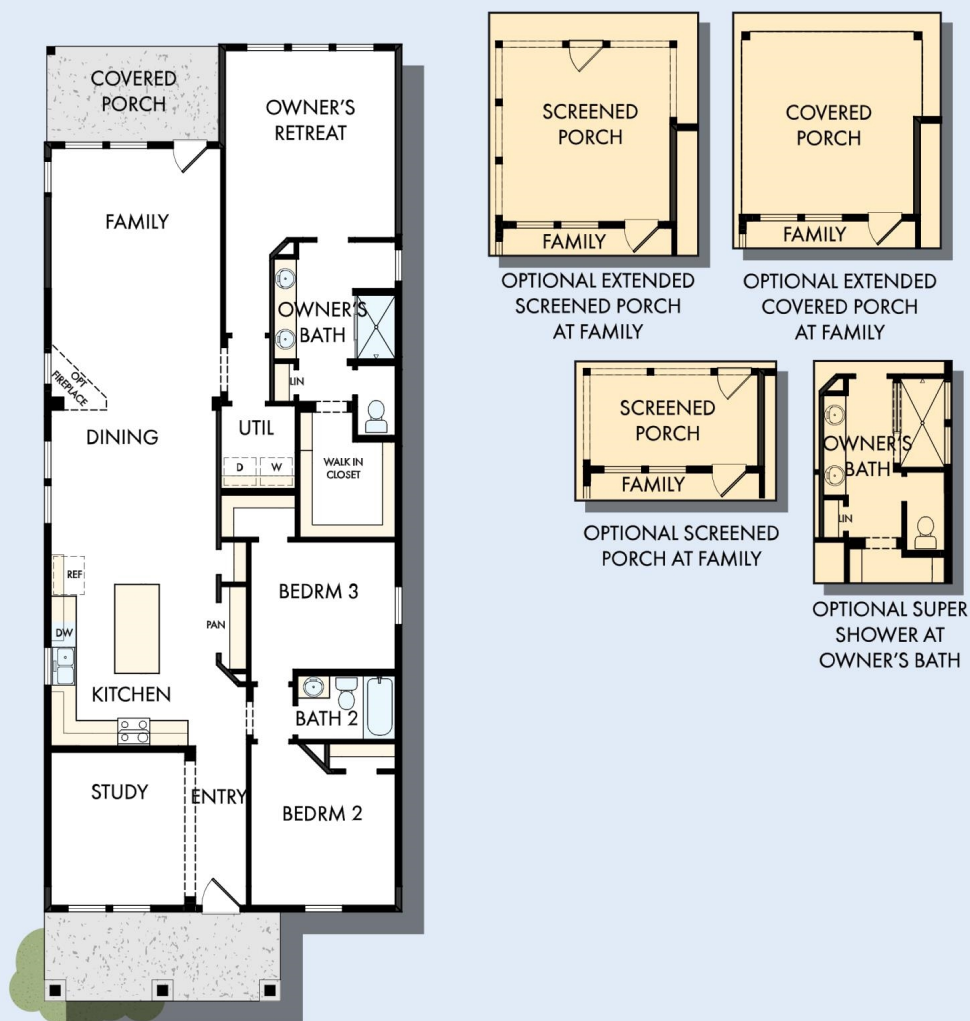 COVERED
PORCH
OWNER'S
RETREAT
FAMILY
OWNER'S
BATH
OPT
FIREPLACE
LIN
DINING
UTIL
D
W
WALK IN
CLOSET
REF
BEDRM 3
DW
PAN
KITCHEN
BATH 2
STUDY
ENTRY
BEDRM 2
SCREENED
PORCH
FAMILY
OPTIONAL EXTENDED
SCREENED PORCH
AT FAMILY
COVERED
PORCH
FAMILY
OPTIONAL EXTENDED
COVERED PORCH
AT FAMILY
SCREENED
PORCH
FAMILY
OPTIONAL SCREENED
PORCH AT FAMILY
OWNER'S
BATH
LIN
OPTIONAL SUPER
SHOWER AT
OWNER'S BATH